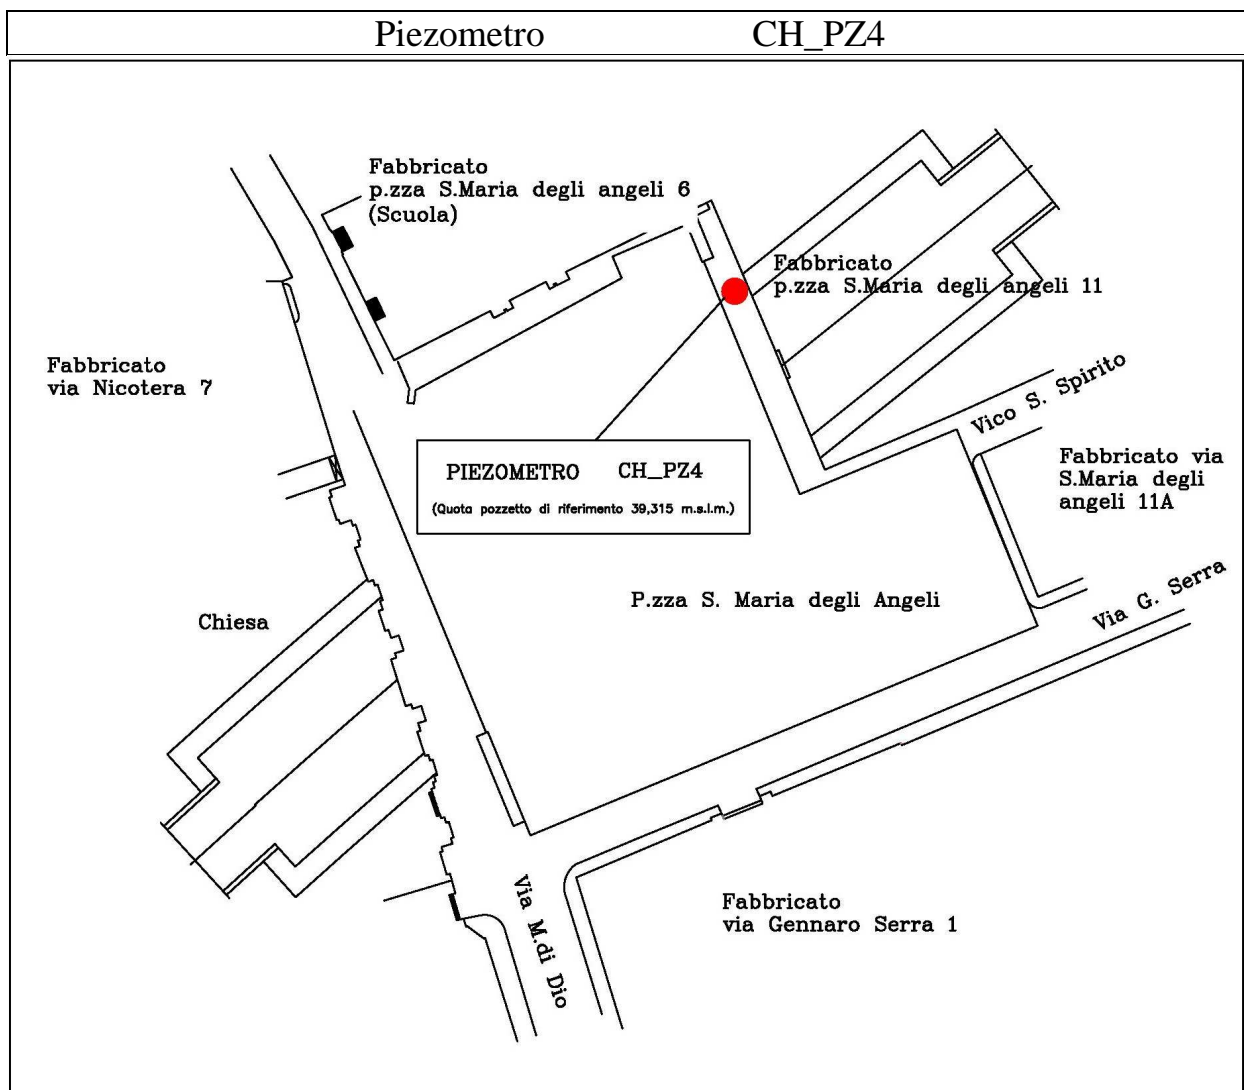 Piezometro CH_PZ4
Fabbricato
p.zza S.Maria degli angeli 6
(Scuola)
Fabbricato
p.zza S.Maria degli angeli 11
Fabbricato
via Nicotera 7
Vico S. Spirito
Fabbricato via
S.Maria degli
angeli 11A
PIEZOMETRO CH_PZ4
(Quota pozzetto di riferimento 39,315 m.s.l.m.)
P.zza S. Maria degli Angeli
Via G. Serra
Chiesa
Via M.di Dio
Fabbricato
via Gennaro Serra 1